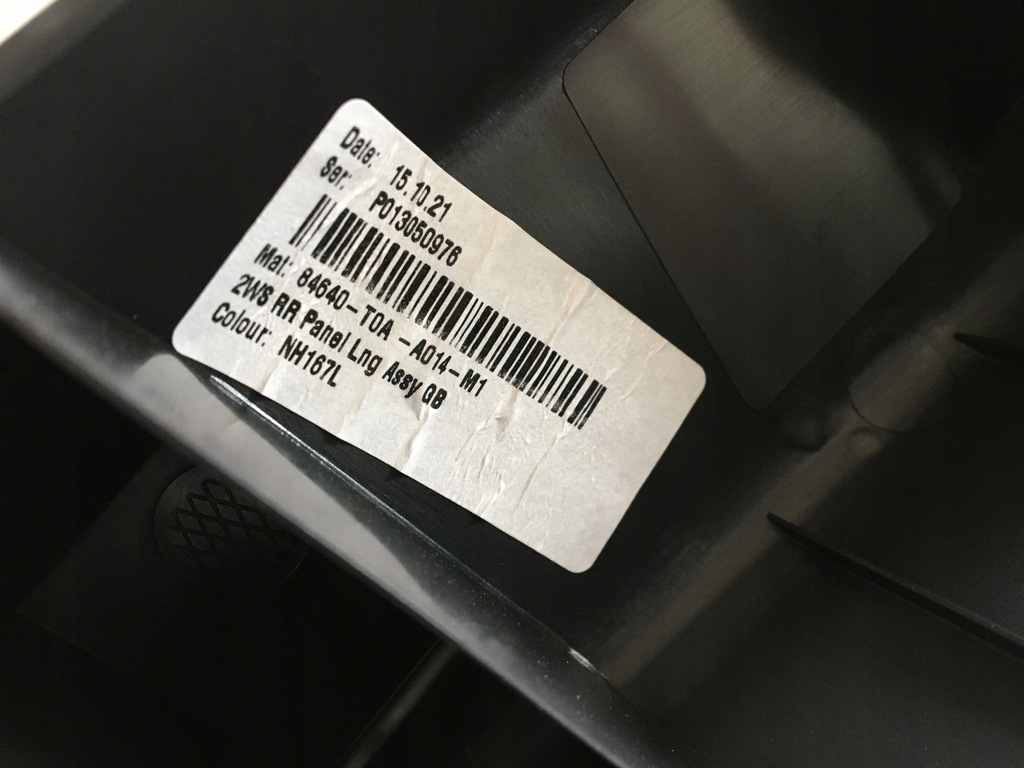 Date: 15.10.21
Ser: P013050976
Mat: 84640-T0A -A014-M1
2WS RR Panel Lng Assy GB
Colour: NH167L